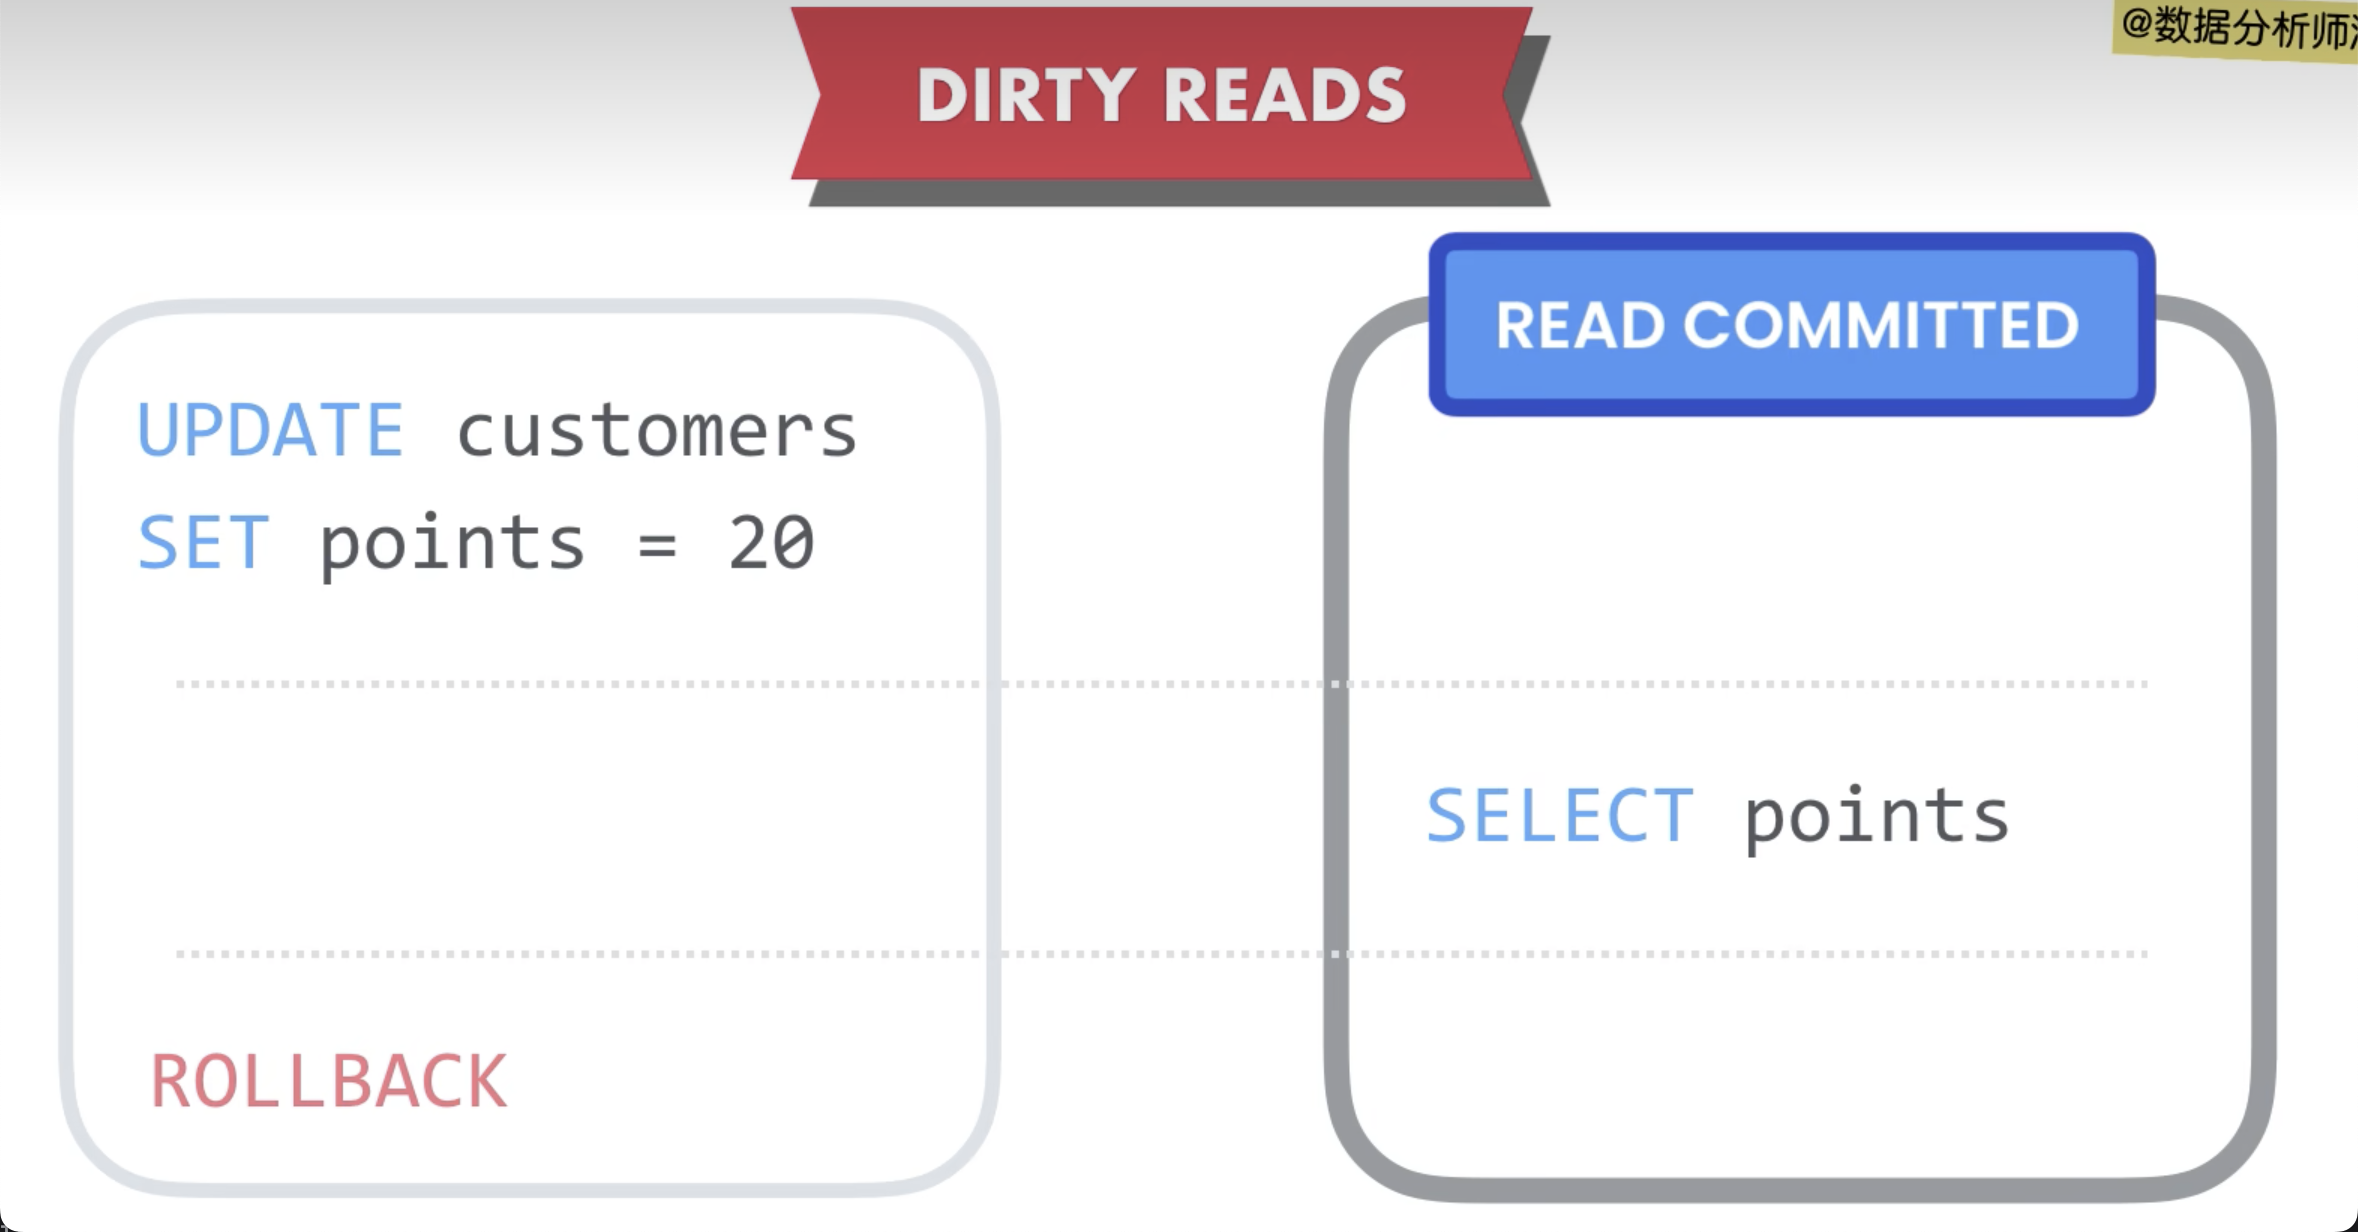 DIRTY READS
@数据分析师
READ COMMITTED
UPDATE customers
SET points = 20
SELECT points
ROLLBACK